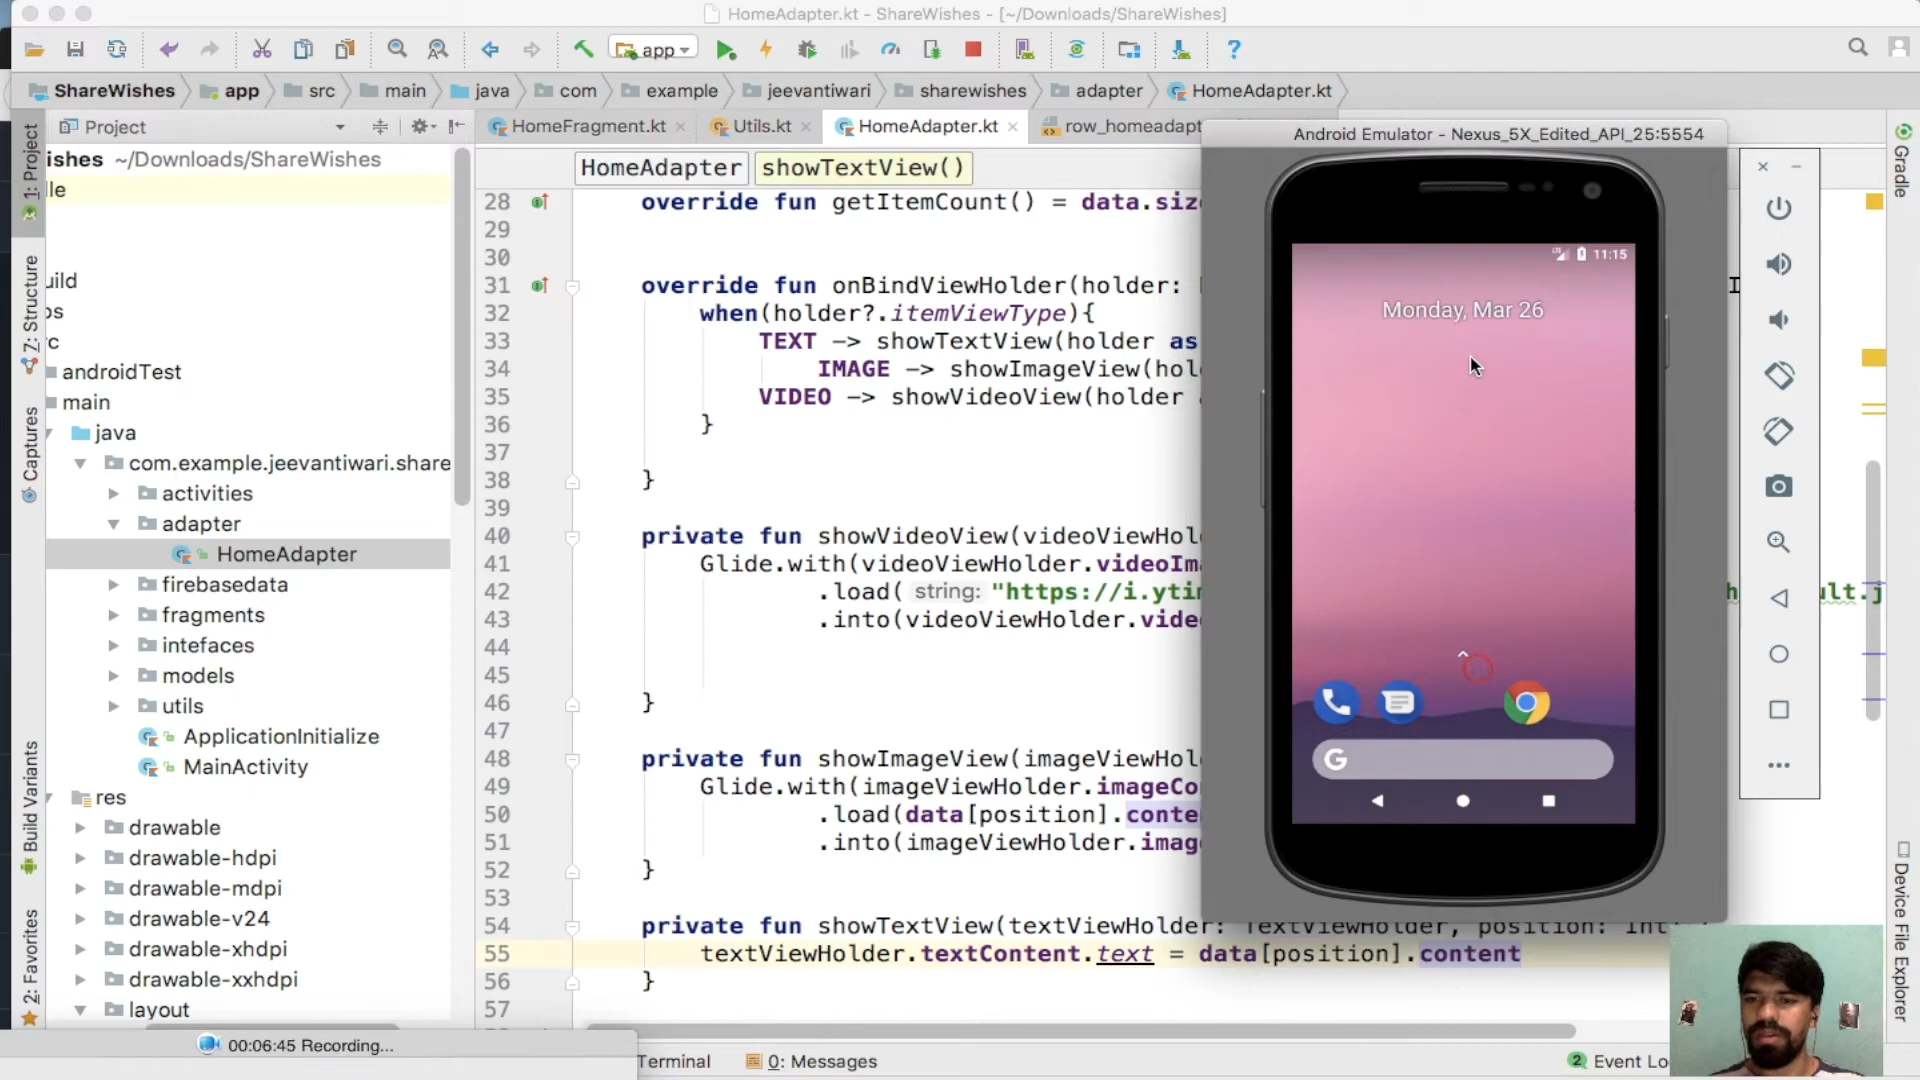 HomeAdapter.kt - ShareWishes - [~/Downloads/ShareWishes]
app
ShareWishes app src main java com example jeevantiwari sharewishes adapter HomeAdapter.kt
Project
HomeFragment.kt Utils.kt HomeAdapter.kt row_homeadapt
HomeAdapter showTextView()
1: Project
7: Structure
Captures
Build Variants
2: Favorites
ishes ~/Downloads/ShareWishes
le
uild
os
rc
androidTest
main
java
com.example.jeevantiwari.share
activities
adapter
HomeAdapter
firebasedata
fragments
intefaces
models
utils
ApplicationInitialize
MainActivity
res
drawable
drawable-hdpi
drawable-mdpi
drawable-v24
drawable-xhdpi
drawable-xxhdpi
layout
28 override fun getItemCount() = data.siz
29
30
31 override fun onBindViewHolder(holder:
32 when(holder?.itemViewType){
33 TEXT -> showTextView(holder as
34 IMAGE -> showImageView(hol
35 VIDEO -> showVideoView(holder
36 }
37
38 }
39
40 private fun showVideoView(videoViewHol
41 Glide.with(videoViewHolder.videoIma
42 .load( string: "https://i.ytim ult.j
43 .into(videoViewHolder.vide
44
45
46 }
47
48 private fun showImageView(imageViewHol
49 Glide.with(imageViewHolder.imageCo
50 .load(data[position].conte
51 .into(imageViewHolder.imag
52 }
53
54 private fun showTextView(textViewHolder: TextViewHolder, position: Int)
55 textViewHolder.textContent.text = data[position].content
56 }
57
Android Emulator - Nexus_5X_Edited_API_25:5554
11:15
Monday, Mar 26
G
Gradle
Device File Explorer
00:06:45 Recording...
Terminal
0: Messages
2 Event Lo